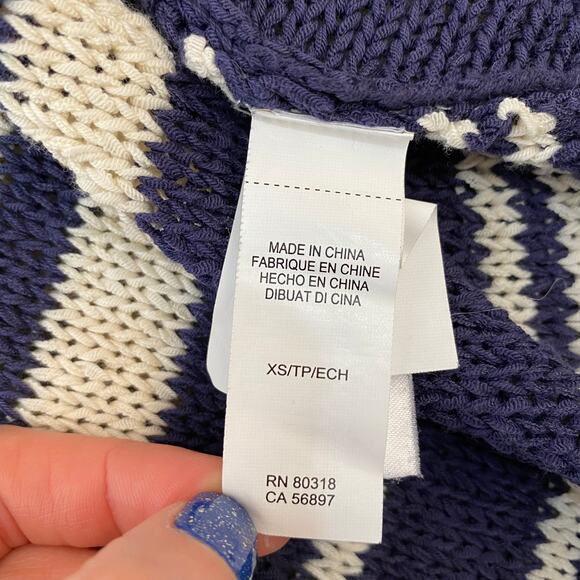 MADE IN CHINA
FABRIQUE EN CHINE
HECHO EN CHINA
DIBUAT DI CINA
XS/TP/ECH
RN 80318
CA 56897